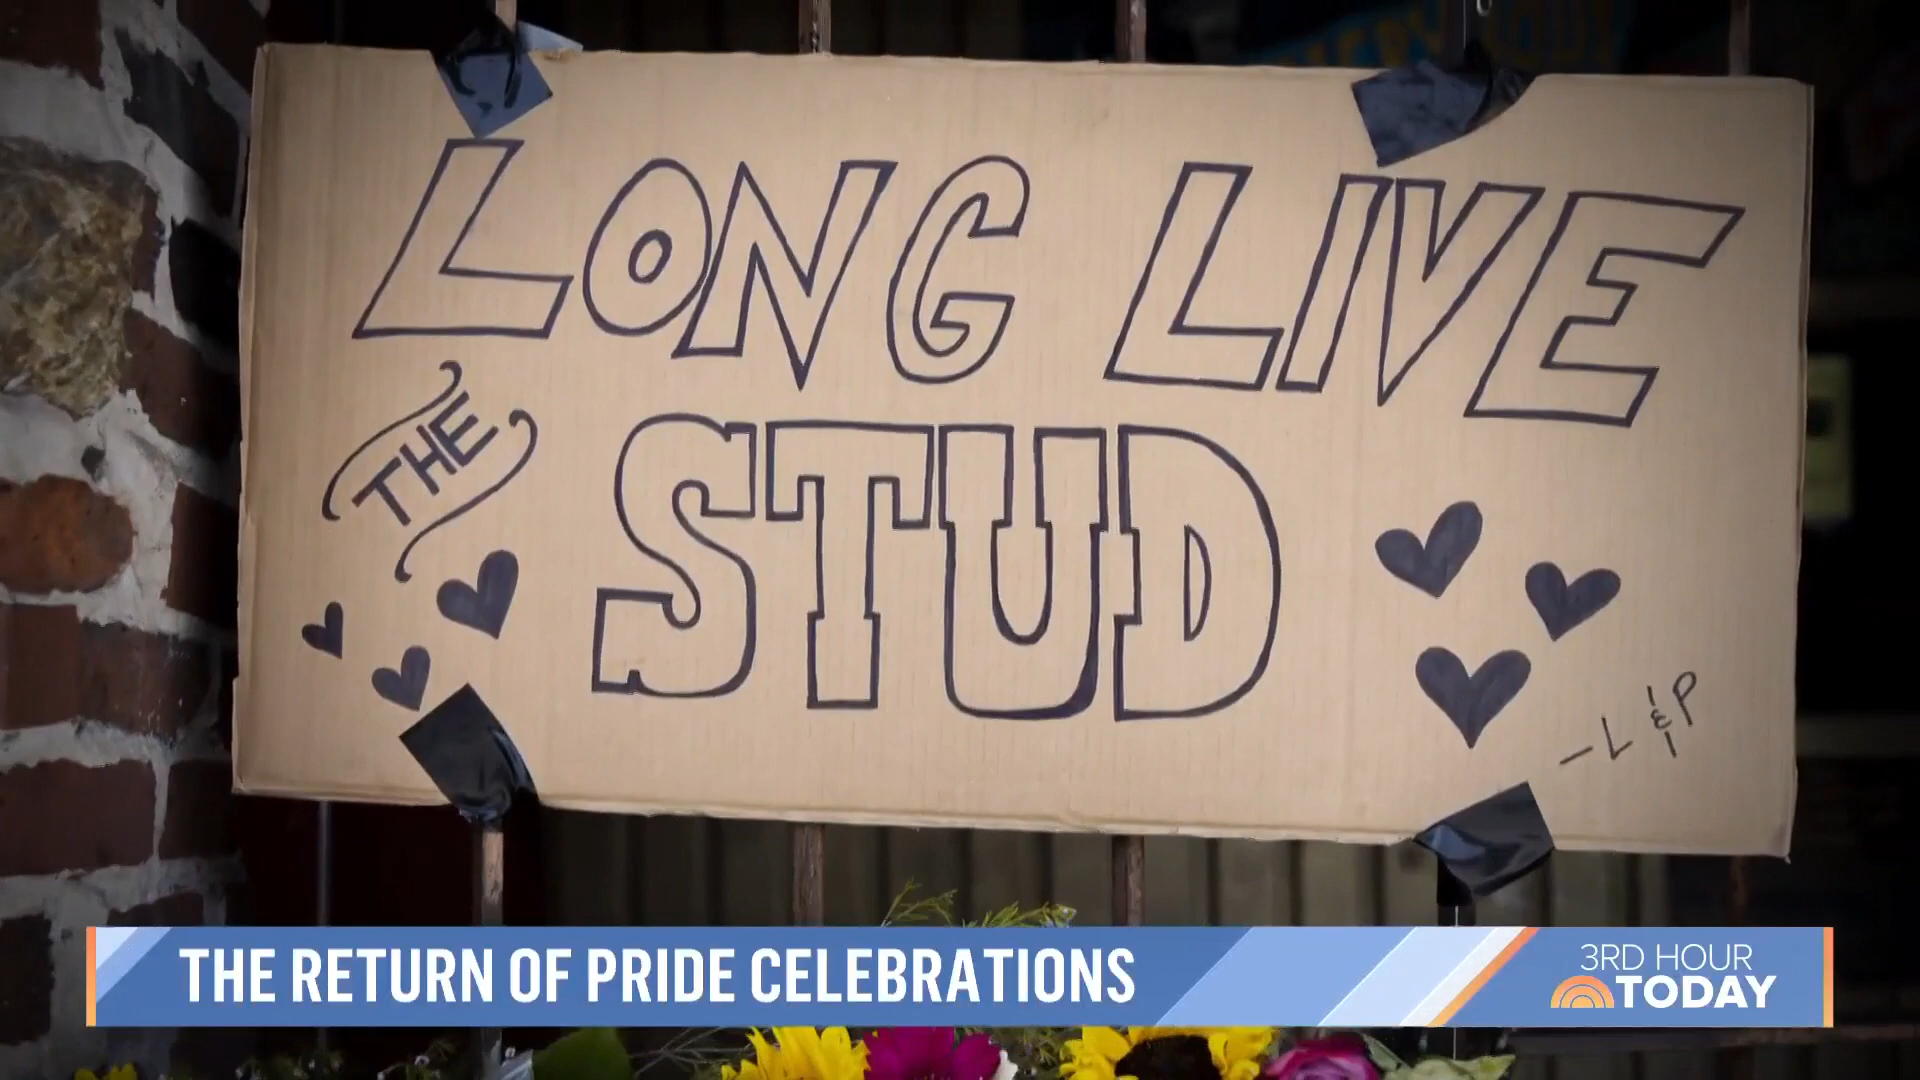 LONG LIVE
THE
STUD
-L & P
THE RETURN OF PRIDE CELEBRATIONS
3RD HOUR
TODAY